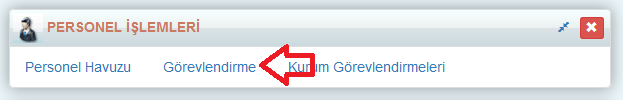 PERSONEL İŞLEMLERİ
Personel Havuzu Görevlendirme Kurum Görevlendirmeleri